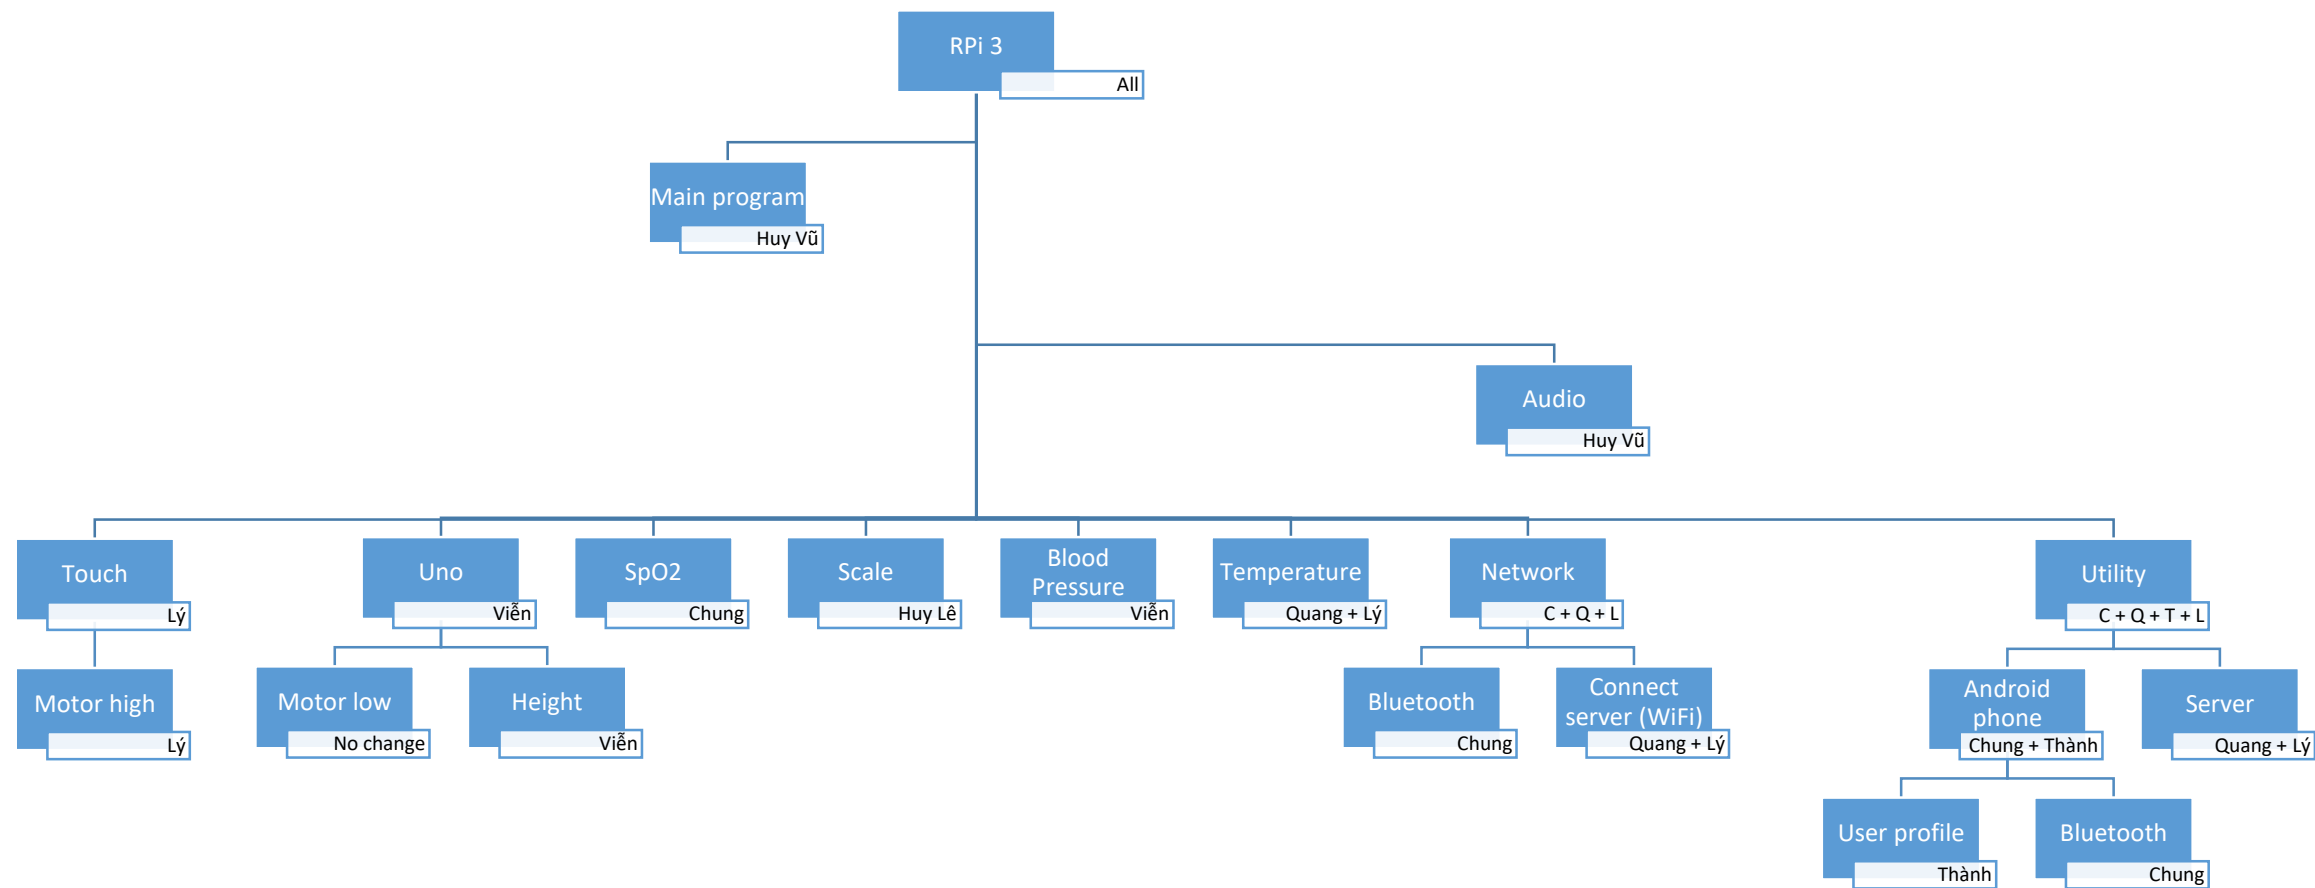 RPi 3
All
Main program
Huy Vũ
Audio
Huy Vũ
Touch
Lý
Uno
Viễn
SpO2
Chung
Scale
Huy Lê
Blood
Pressure
Viễn
Temperature
Quang + Lý
Network
C + Q + L
Utility
C + Q + T + L
Motor high
Lý
Motor low
No change
Height
Viễn
Bluetooth
Chung
Connect
server (WiFi)
Quang + Lý
Android
phone
Chung + Thành
Server
Quang + Lý
User profile
Thành
Bluetooth
Chung